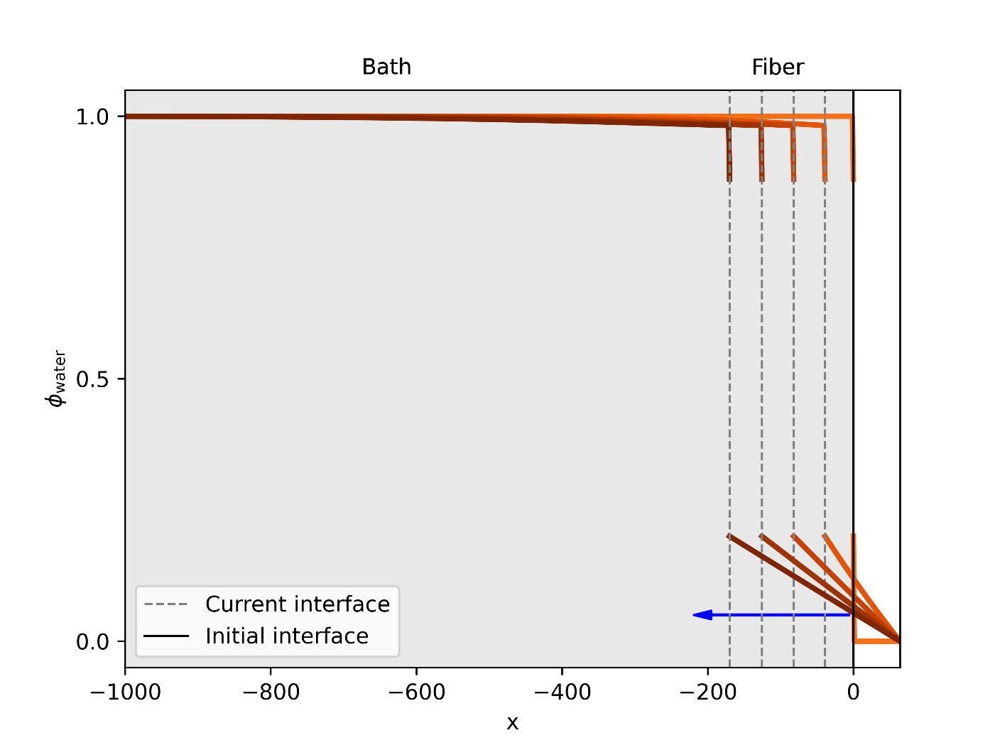 Bath Fiber
1.0
0.5
0.0
ϕwater
Current interface
Initial interface
−1000 −800 −600 −400 −200 0
x